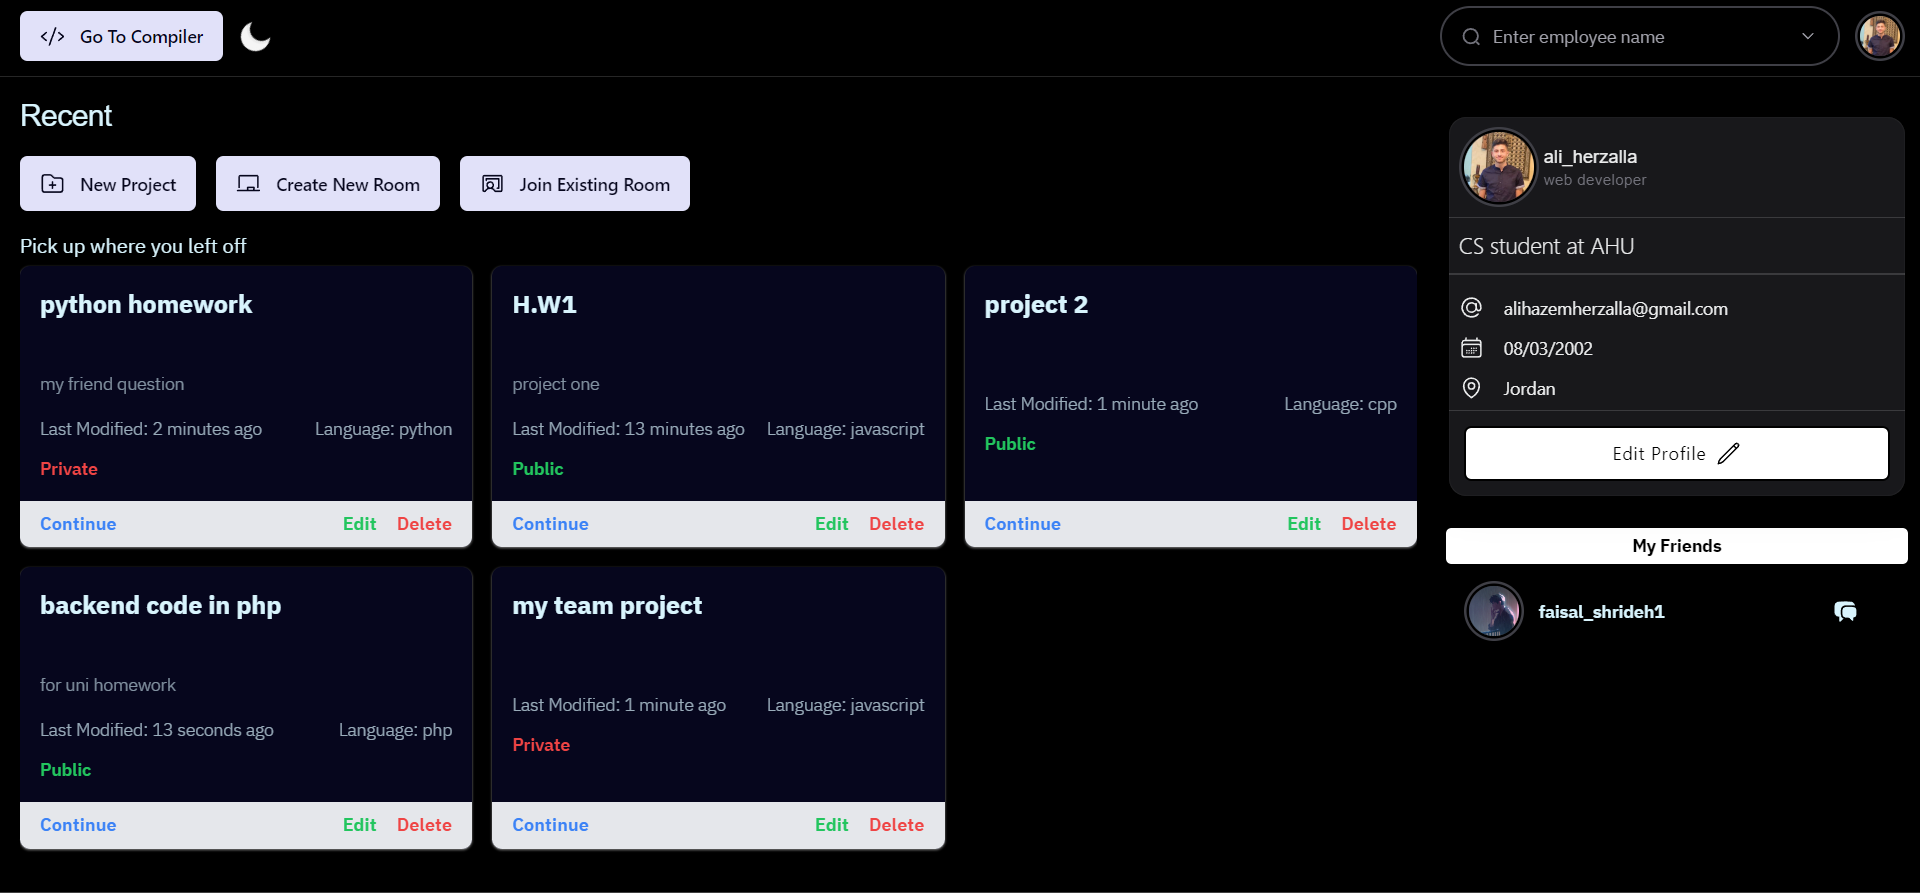 Go To Compiler
Enter employee name
Recent
New Project
Create New Room
Join Existing Room
Pick up where you left off
python homework
my friend question
Last Modified: 2 minutes ago
Language: python
Private
Continue
Edit
Delete
H.W1
project one
Last Modified: 13 minutes ago
Language: javascript
Public
Continue
Edit
Delete
project 2
Last Modified: 1 minute ago
Language: cpp
Public
Continue
Edit
Delete
backend code in php
for uni homework
Last Modified: 13 seconds ago
Language: php
Public
Continue
Edit
Delete
my team project
Last Modified: 1 minute ago
Language: javascript
Private
Continue
Edit
Delete
ali_herzalla
web developer
CS student at AHU
alihazemherzalla@gmail.com
08/03/2002
Jordan
Edit Profile
My Friends
faisal_shrideh1